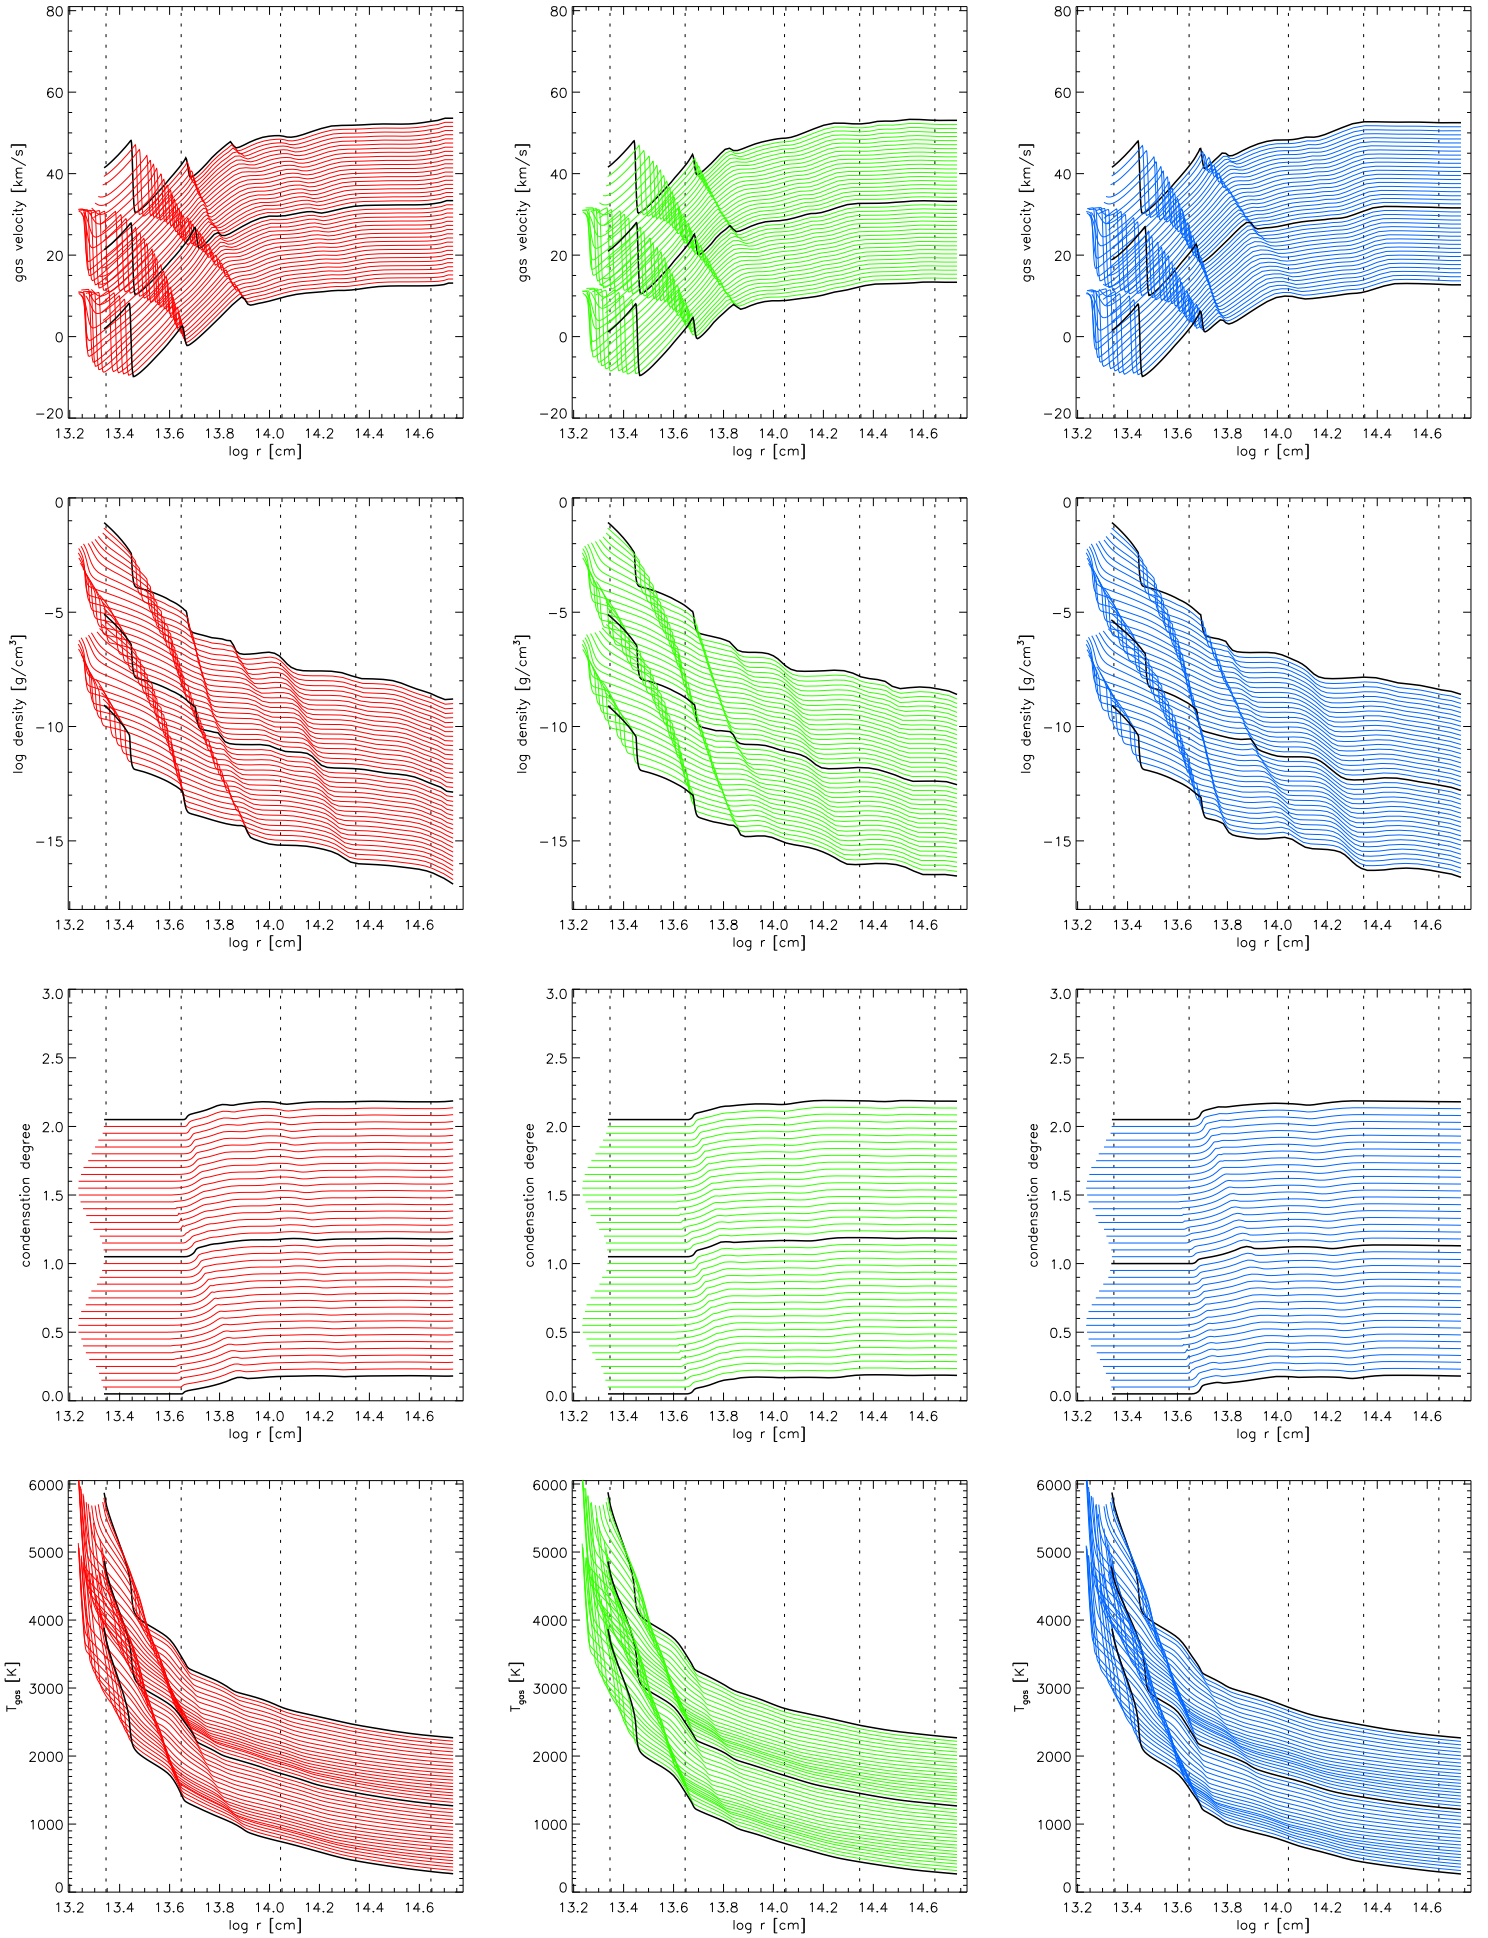 80 80 80
60 60 60
40 40 40
20 20 20
0 0 0
−20 −20 −20
gas velocity [km/s] gas velocity [km/s] gas velocity [km/s]
13.2 13.4 13.6 13.8 14.0 14.2 14.4 14.6 13.2 13.4 13.6 13.8 14.0 14.2 14.4 14.6 13.2 13.4 13.6 13.8 14.0 14.2 14.4 14.6
log r [cm] log r [cm] log r [cm]
0 0 0
−5 −5 −5
−10 −10 −10
−15 −15 −15
log density [g/cm³] log density [g/cm³] log density [g/cm³]
13.2 13.4 13.6 13.8 14.0 14.2 14.4 14.6 13.2 13.4 13.6 13.8 14.0 14.2 14.4 14.6 13.2 13.4 13.6 13.8 14.0 14.2 14.4 14.6
log r [cm] log r [cm] log r [cm]
3.0 3.0 3.0
2.5 2.5 2.5
2.0 2.0 2.0
1.5 1.5 1.5
1.0 1.0 1.0
0.5 0.5 0.5
0.0 0.0 0.0
condensation degree condensation degree condensation degree
13.2 13.4 13.6 13.8 14.0 14.2 14.4 14.6 13.2 13.4 13.6 13.8 14.0 14.2 14.4 14.6 13.2 13.4 13.6 13.8 14.0 14.2 14.4 14.6
log r [cm] log r [cm] log r [cm]
6000 6000 6000
5000 5000 5000
4000 4000 4000
3000 3000 3000
2000 2000 2000
1000 1000 1000
0 0 0
Tgas [K] Tgas [K] Tgas [K]
13.2 13.4 13.6 13.8 14.0 14.2 14.4 14.6 13.2 13.4 13.6 13.8 14.0 14.2 14.4 14.6 13.2 13.4 13.6 13.8 14.0 14.2 14.4 14.6
log r [cm] log r [cm] log r [cm]